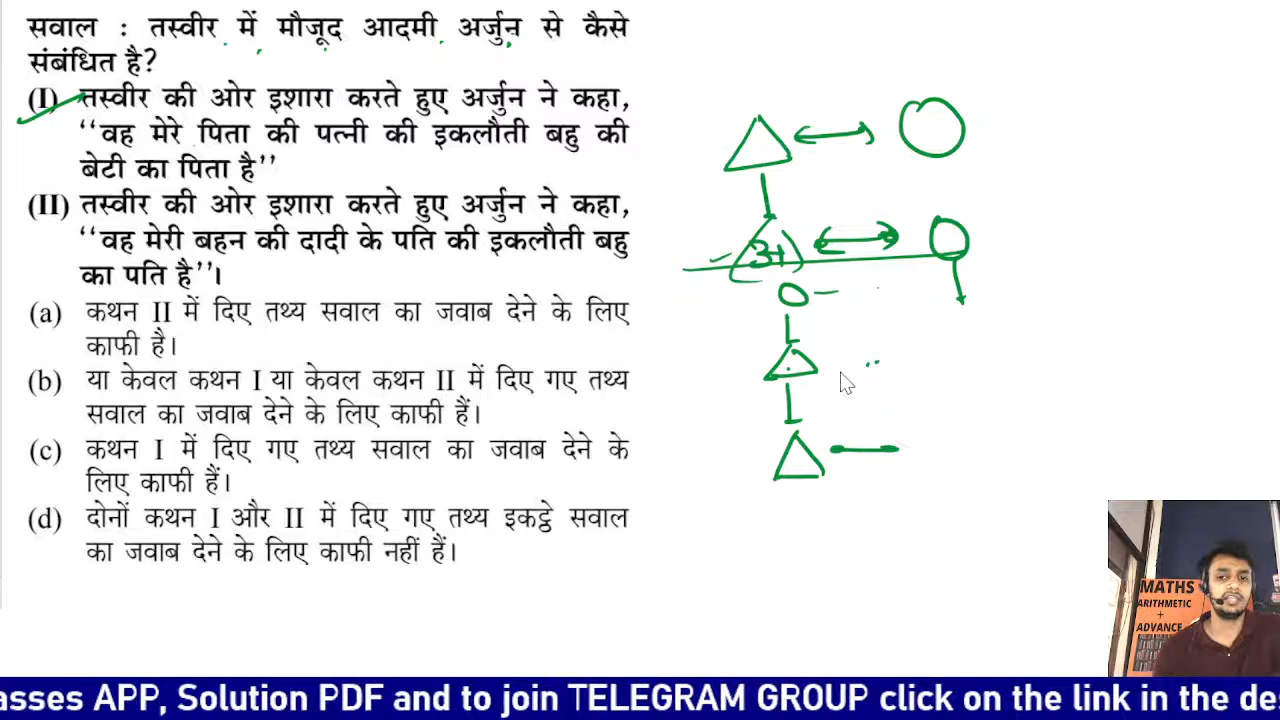 सवाल : तस्वीर में मौजूद आदमी अर्जुन से कैसे
संबंधित है?
(I) तस्वीर की ओर इशारा करते हुए अर्जुन ने कहा,
‘‘वह मेरे पिता की पत्नी की इकलौती बहु की
बेटी का पिता है’’
(II) तस्वीर की ओर इशारा करते हुए अर्जुन ने कहा,
‘‘वह मेरी बहन की दादी के पति की इकलौती बहु
का पति है’’।
(a) कथन II में दिए तथ्य सवाल का जवाब देने के लिए
काफी है।
(b) या केवल कथन I या केवल कथन II में दिए गए तथ्य
सवाल का जवाब देने के लिए काफी हैं।
(c) कथन I में दिए गए तथ्य सवाल का जवाब देने के
लिए काफी हैं।
(d) दोनों कथन I और II में दिए गए तथ्य इकट्ठे सवाल
का जवाब देने के लिए काफी नहीं हैं।
MATHS
ARITHMETIC
+
ADVANCE
asses APP, Solution PDF and to join TELEGRAM GROUP click on the link in the des